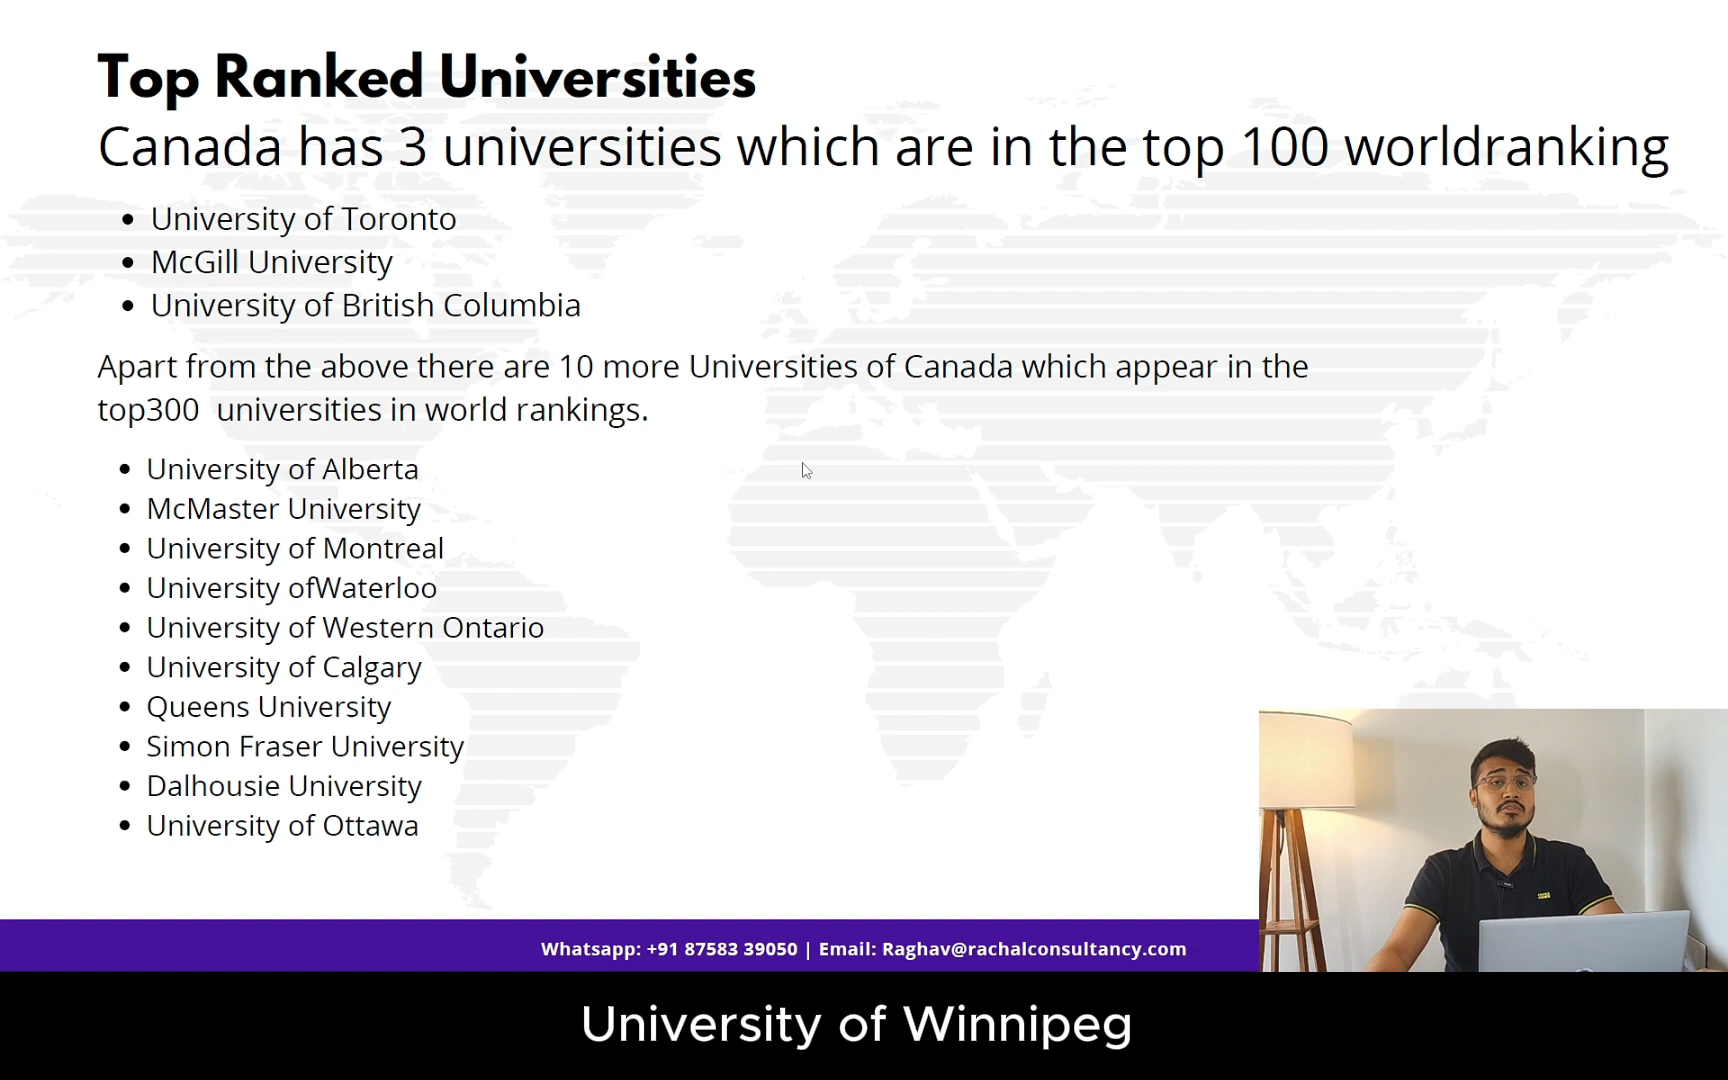 Top Ranked Universities
Canada has 3 universities which are in the top 100 worldranking
• University of Toronto
• McGill University
• University of British Columbia
Apart from the above there are 10 more Universities of Canada which appear in the
top300 universities in world rankings.
• University of Alberta
• McMaster University
• University of Montreal
• University ofWaterloo
• University of Western Ontario
• University of Calgary
• Queens University
• Simon Fraser University
• Dalhousie University
• University of Ottawa
Whatsapp: +91 87583 39050 | Email: Raghav@rachalconsultancy.com
University of Winnipeg